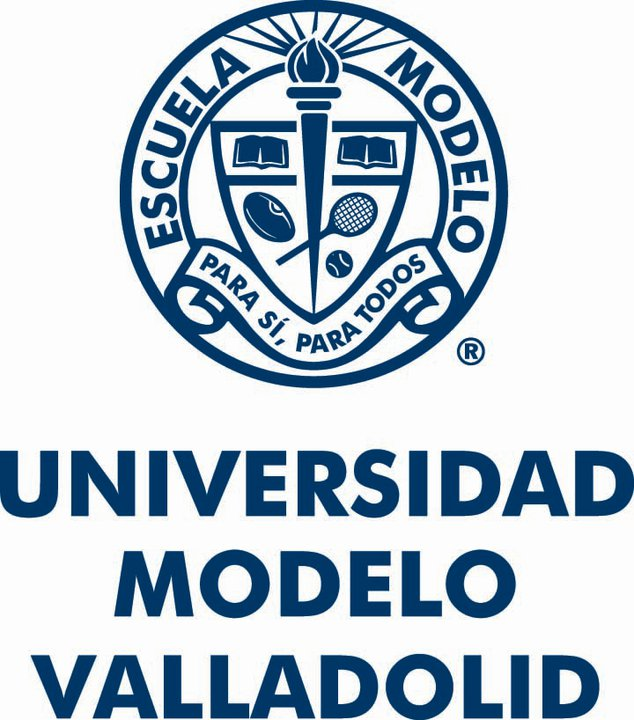 ESCUELA MODELO
PARA SÍ, PARA TODOS
®
UNIVERSIDAD
MODELO
VALLADOLID